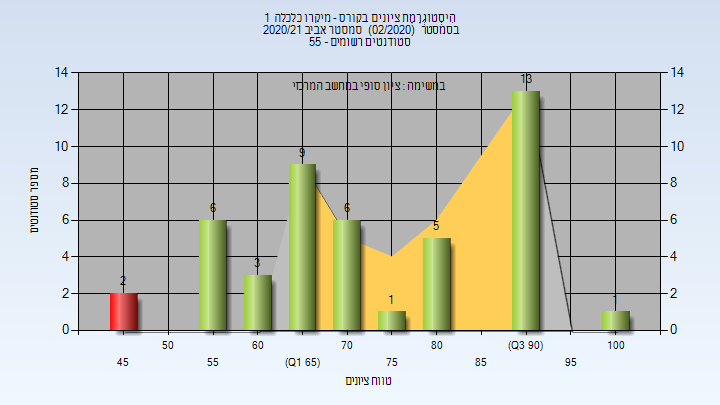 היסטוגרמת ציונים בקורס - מיקרו כלכלה 1
בסמסטר (02/2020) סמסטר אביב 2020/21
סטודנטים רשומים - 55
במשימה : ציון סופי במחשב המרכזי
14 14
13
12 12
10 10
9
8 8
6 6 6 6
5
4 4
3
2 2 2
1 1
0 0
50 60 70 80 (Q3 90) 100
45 55 (Q1 65) 75 85 95
טווח ציונים
מספר סטודנטים